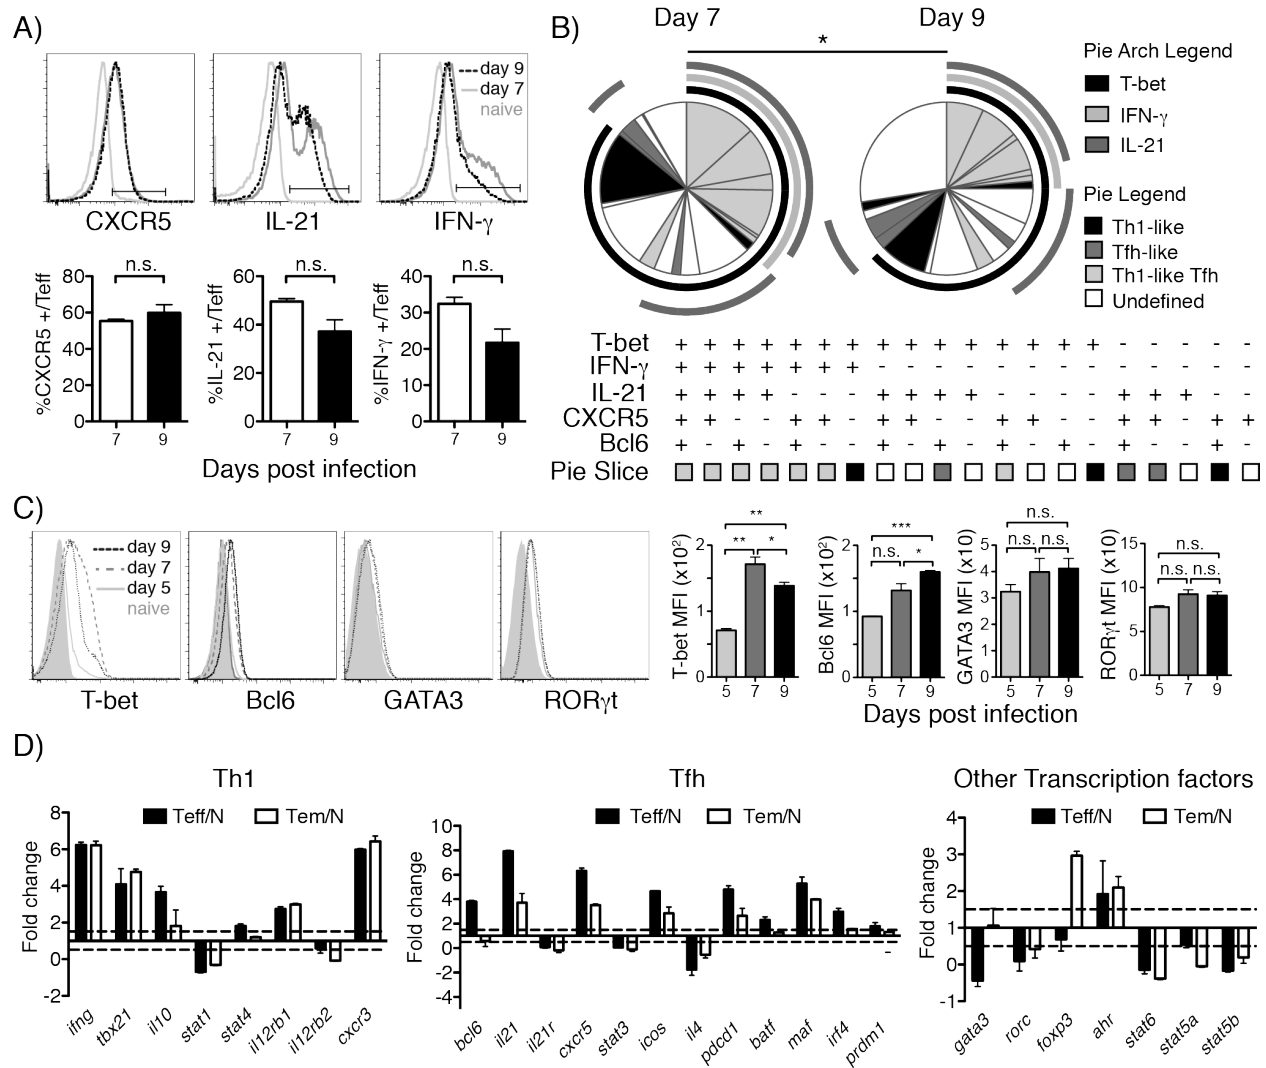 A)
day 9
day 7
naive
CXCR5
IL-21
IFN-γ
%CXCR5 +/Teff
80
60
40
20
0
n.s.
7
9
%IL-21 +/Teff
60
40
20
0
n.s.
7
9
%IFN-γ +/Teff
40
30
20
10
0
n.s.
7
9
Days post infection
B)
Day 7
Day 9
*
Pie Arch Legend
T-bet
IFN-γ
IL-21
Pie Legend
Th1-like
Tfh-like
Th1-like Tfh
Undefined
T-bet + + + + + + + + + + + + + + + - - - - -
IFN-γ + + + + + + + - - - - - - - - - - - - -
IL-21 + + + + - - - + + + + - - - - + + + - -
CXCR5 + + - - + + - + + - - + + - - + + - + +
Bcl6 + - + - + - - + - + - + - + - + - - + -
Pie Slice
C)
day 9
day 7
day 5
naive
T-bet
Bcl6
GATA3
RORγt
T-bet MFI (x10²)
2
1
0
**
**
*
5
7
9
Bcl6 MFI (x10²)
2
1
0
***
n.s.
*
5
7
9
GATA3 MFI (x10)
5
4
3
2
1
0
n.s.
n.s.
n.s.
5
7
9
RORγt MFI (x10)
15
10
5
0
n.s.
n.s.
n.s.
5
7
9
Days post infection
D)
Th1
Teff/N
Tem/N
Fold change
8
6
4
2
0
-2
ifng
tbx21
il10
stat1
stat4
il12rb1
il12rb2
cxcr3
Tfh
Teff/N
Tem/N
Fold change
10
8
6
4
2
0
-2
-4
bcl6
il21
il21r
cxcr5
stat3
icos
il4
pdcd1
batf
maf
irf4
prdm1
Other Transcription factors
Teff/N
Tem/N
Fold change
4
3
2
1
0
-1
gata3
rorc
foxp3
ahr
stat6
stat5a
stat5b